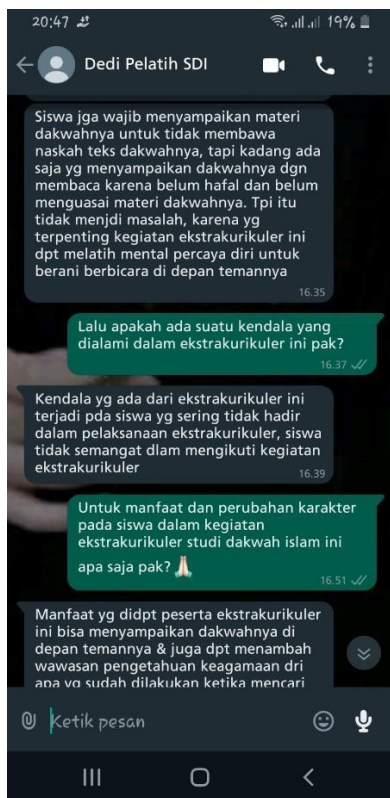 20:47
19%
Dedi Pelatih SDI
Siswa jga wajib menyampaikan materi
dakwahnya untuk tidak membawa
naskah teks dakwahnya, tapi kadang ada
saja yg menyampaikan dakwahnya dgn
membaca karena belum hafal dan belum
menguasai materi dakwahnya. Tpi itu
tidak menjdi masalah, karena yg
terpenting kegiatan ekstrakurikuler ini
dpt melatih mental percaya diri untuk
berani berbicara di depan temannya
16.35
Lalu apakah ada suatu kendala yang
dialami dalam ekstrakurikuler ini pak?
16.37
Kendala yg ada dari ekstrakurikuler ini
terjadi pda siswa yg sering tidak hadir
dalam pelaksanaan ekstrakurikuler, siswa
tidak semangat dlam mengikuti kegiatan
ekstrakurikuler
16.39
Untuk manfaat dan perubahan karakter
pada siswa dalam kegiatan
ekstrakurikuler studi dakwah islam ini
apa saja pak? 🙏🏻
16.51
Manfaat yg didpt peserta ekstrakurikuler
ini bisa menyampaikan dakwahnya di
depan temannya & juga dpt menambah
wawasan pengetahuan keagamaan dri
apa yg sudah dilakukan ketika mencari
Ketik pesan